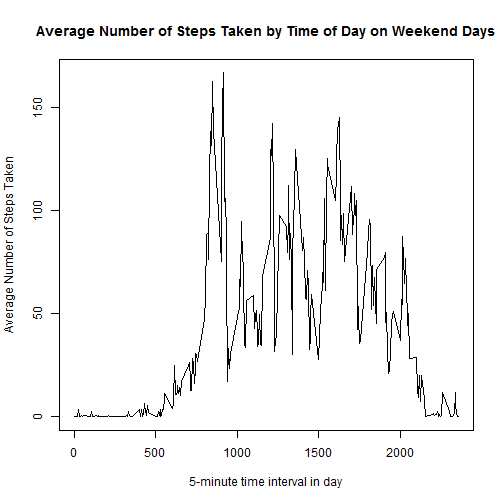 Average Number of Steps Taken by Time of Day on Weekend Days
Average Number of Steps Taken
150
100
50
0
0 500 1000 1500 2000
5-minute time interval in day